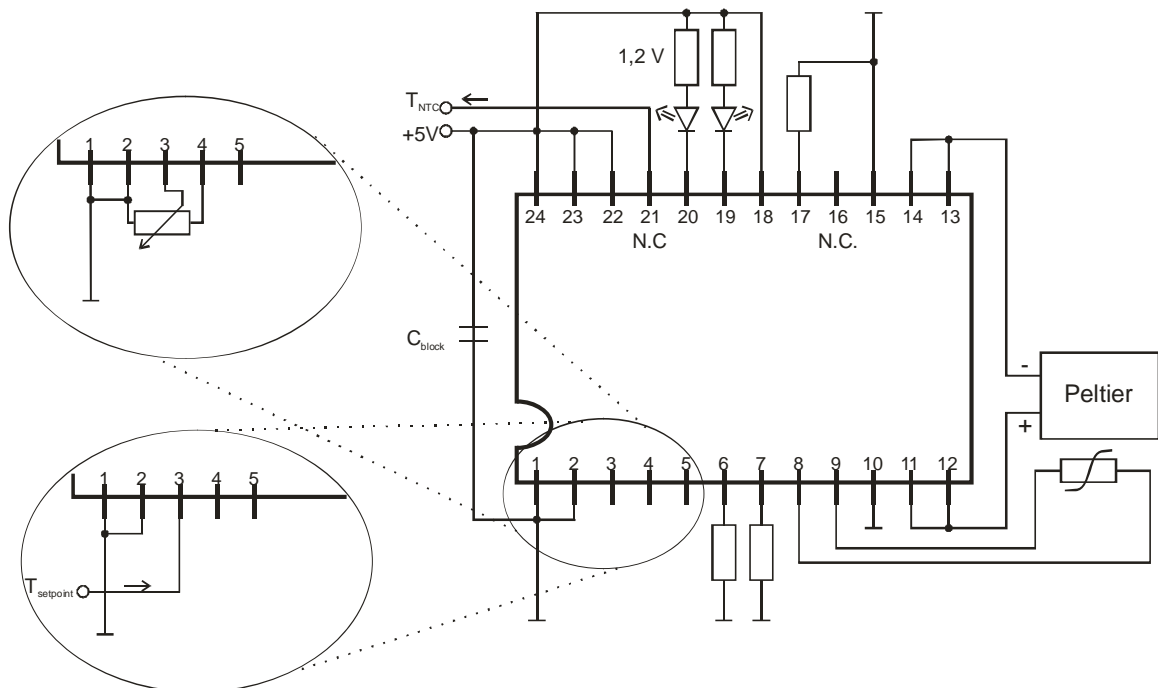 1,2 V
T_NTC
+5V
1 2 3 4 5
24 23 22 21 20 19 18 17 16 15 14 13
N.C N.C.
C_block
-
Peltier
+
1 2 3 4 5 6 7 8 9 10 11 12
1 2 3 4 5
T_setpoint